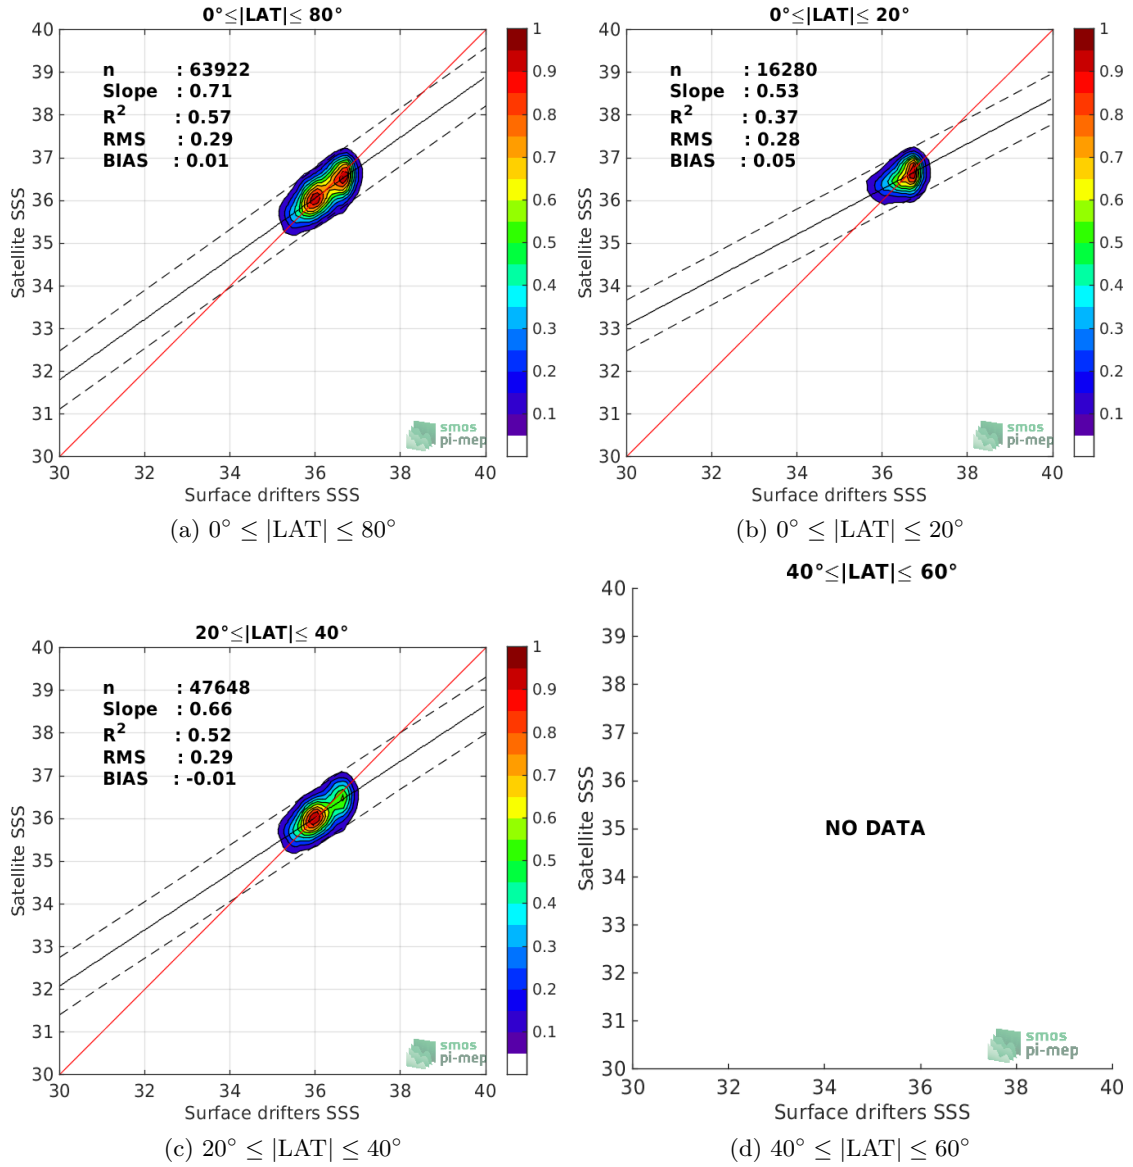 0°≤|LAT|≤ 80°
n : 63922
Slope : 0.71
R² : 0.57
RMS : 0.29
BIAS : 0.01
40
39
38
37
36
35
34
33
32
31
30
30 32 34 36 38 40
Satellite SSS
Surface drifters SSS
1
0.9
0.8
0.7
0.6
0.5
0.4
0.3
0.2
0.1
smos
pi-mep
(a) 0° ≤ |LAT| ≤ 80°
0°≤|LAT|≤ 20°
n : 16280
Slope : 0.53
R² : 0.37
RMS : 0.28
BIAS : 0.05
40
39
38
37
36
35
34
33
32
31
30
30 32 34 36 38 40
Satellite SSS
Surface drifters SSS
1
0.9
0.8
0.7
0.6
0.5
0.4
0.3
0.2
0.1
smos
pi-mep
(b) 0° ≤ |LAT| ≤ 20°
20°≤|LAT|≤ 40°
n : 47648
Slope : 0.66
R² : 0.52
RMS : 0.29
BIAS : -0.01
40
39
38
37
36
35
34
33
32
31
30
30 32 34 36 38 40
Satellite SSS
Surface drifters SSS
1
0.9
0.8
0.7
0.6
0.5
0.4
0.3
0.2
0.1
smos
pi-mep
(c) 20° ≤ |LAT| ≤ 40°
40°≤|LAT|≤ 60°
40
39
38
37
36
35
34
33
32
31
30
30 32 34 36 38 40
Satellite SSS
NO DATA
Surface drifters SSS
smos
pi-mep
(d) 40° ≤ |LAT| ≤ 60°